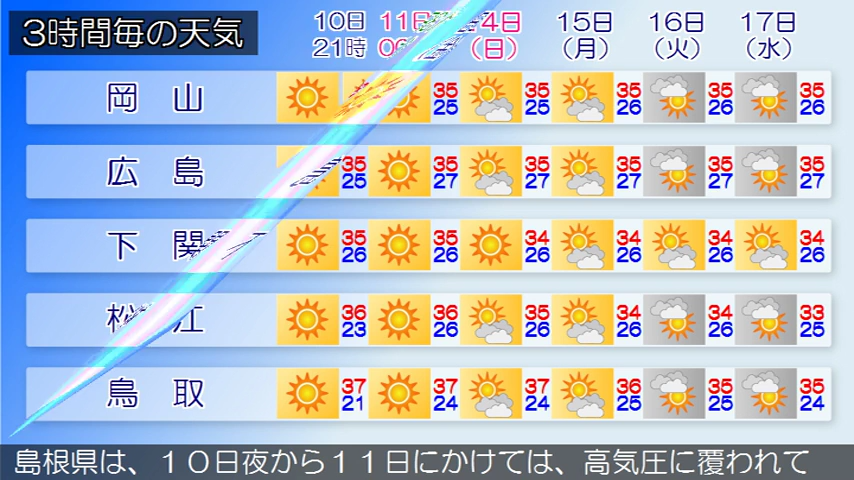 3時間毎の天気
10日 11日 4日 15日 16日 17日
21時 06 （日） （月） （火） （水）
岡 山 35 35 35 35 35
25 25 26 26 26
広 島 35 35 35 35 35 35
25 27 27 27 27 27
下 関 35 35 34 34 34 34
26 26 26 26 26 26
松 江 36 36 35 34 34 33
23 26 26 26 26 25
鳥 取 37 37 37 36 35 35
21 24 24 25 25 24
島根県は、１０日夜から１１日にかけては、高気圧に覆われて